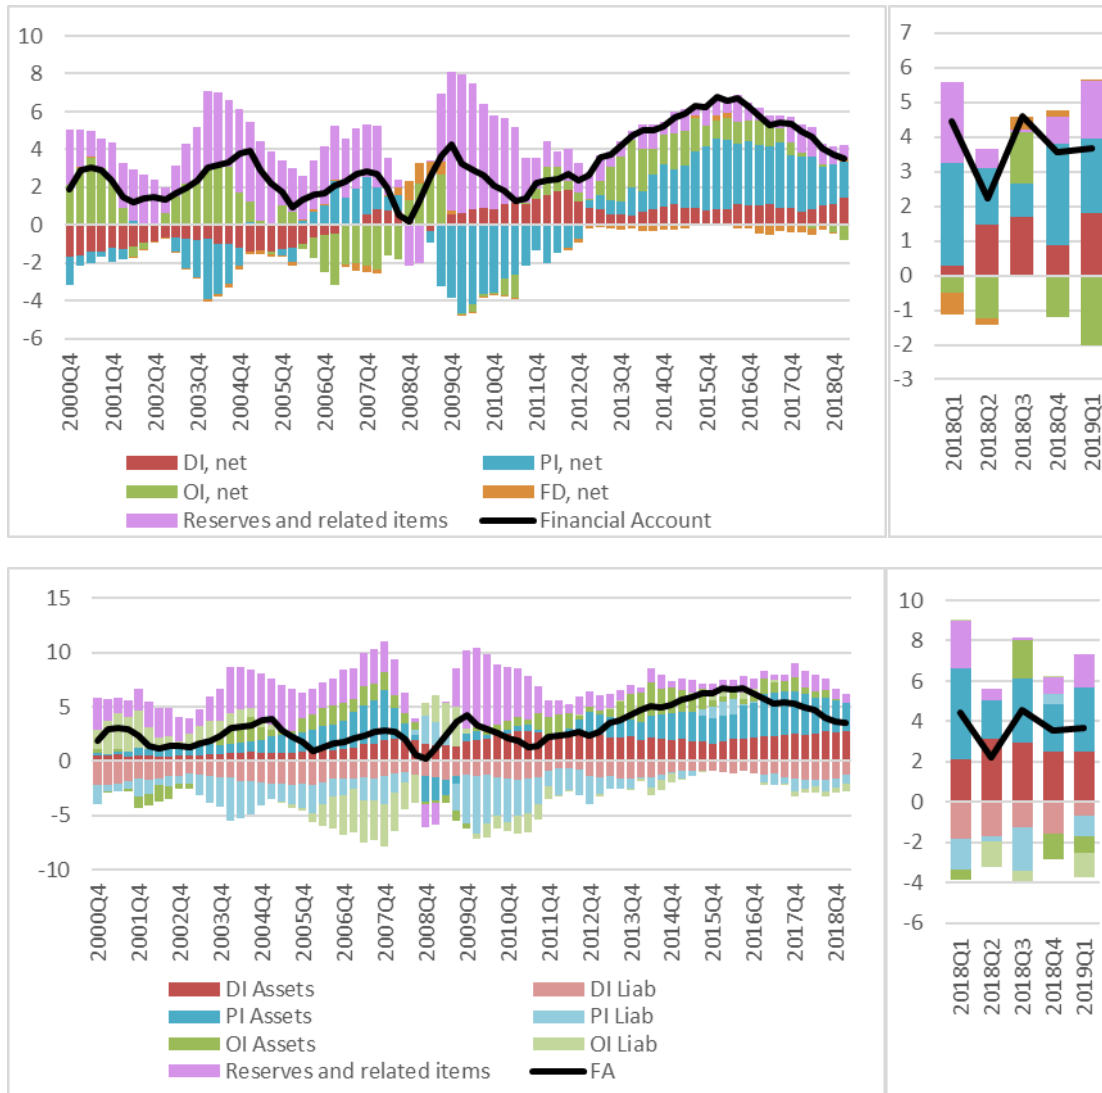 10
8
6
4
2
0
-2
-4
-6
2000Q4
2001Q4
2002Q4
2003Q4
2004Q4
2005Q4
2006Q4
2007Q4
2008Q4
2009Q4
2010Q4
2011Q4
2012Q4
2013Q4
2014Q4
2015Q4
2016Q4
2017Q4
2018Q4
DI, net
PI, net
OI, net
FD, net
Reserves and related items
Financial Account
7
6
5
4
3
2
1
0
-1
-2
-3
2018Q1
2018Q2
2018Q3
2018Q4
2019Q1
15
10
5
0
-5
-10
2000Q4
2001Q4
2002Q4
2003Q4
2004Q4
2005Q4
2006Q4
2007Q4
2008Q4
2009Q4
2010Q4
2011Q4
2012Q4
2013Q4
2014Q4
2015Q4
2016Q4
2017Q4
2018Q4
DI Assets
DI Liab
PI Assets
PI Liab
OI Assets
OI Liab
Reserves and related items
FA
10
8
6
4
2
0
-2
-4
-6
2018Q1
2018Q2
2018Q3
2018Q4
2019Q1